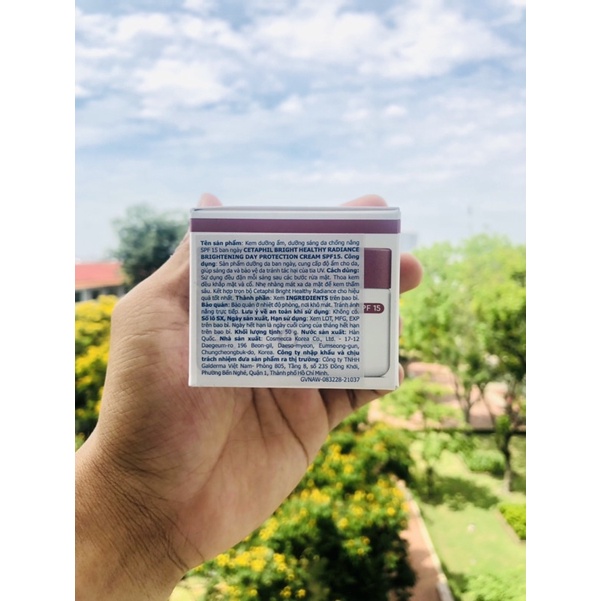 Tên sản phẩm: Kem dưỡng ẩm, dưỡng sáng da chống nắng
SPF 15 ban ngày CETAPHIL BRIGHT HEALTHY RADIANCE
BRIGHTENING DAY PROTECTION CREAM SPF15. Công
dụng: Sản phẩm dưỡng da ban ngày, cung cấp độ ẩm cho da,
giúp sáng da và bảo vệ da tránh tác hại của tia UV. Cách dùng:
Sử dụng đều đặn mỗi sáng sau các bước rửa mặt. Thoa kem
đều khắp mặt và cổ. Nhẹ nhàng mát xa da mặt để kem thấm
sâu. Kết hợp trọn bộ Cetaphil Bright Healthy Radiance cho hiệu
quả tốt nhất. Thành phần: Xem INGREDIENTS trên bao bì.
Bảo quản: Bảo quản ở nhiệt độ phòng, nơi khô mát. Tránh ánh
nắng trực tiếp. Lưu ý về an toàn khi sử dụng: Không có.
Số lô SX, Ngày sản xuất, Hạn sử dụng: Xem LOT, MFG, EXP
trên bao bì. Ngày hết hạn là ngày cuối cùng của tháng hết hạn
trên bao bì. Khối lượng tịnh: 50 g. Xuất xứ: Nước: Hàn
Quốc. Nhà sản xuất: Cosmecca Korea Co., Ltd. - 17-12
Daegeum-ro 196 Beon-gil, Daeso-myeon, Eumseong-gun,
Chungcheongbuk-do, Korea. Công ty nhập khẩu và chịu
trách nhiệm đưa sản phẩm ra thị trường: Công ty TNHH
Galderma Việt Nam- Phòng 805, Tầng 8, số 235 Đồng Khởi,
Phường Bến Nghé, Quận 1, Thành phố Hồ Chí Minh.
GVNAW-083228-21037
PF 15